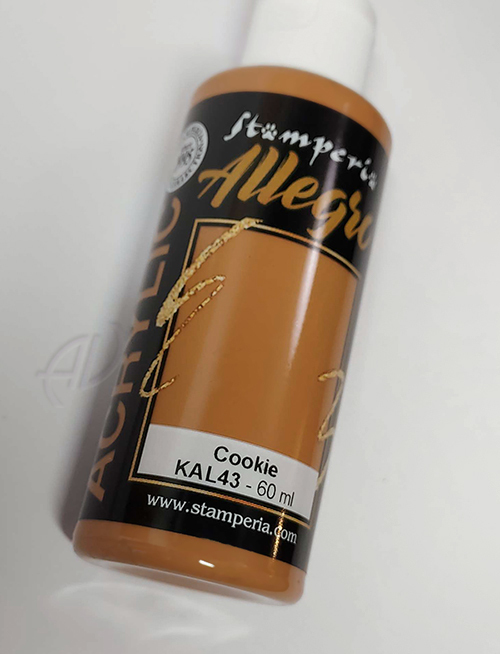 Stamperia
Allegro
ACRYLIC
Cookie
KAL43 - 60 ml
www.stamperia.com